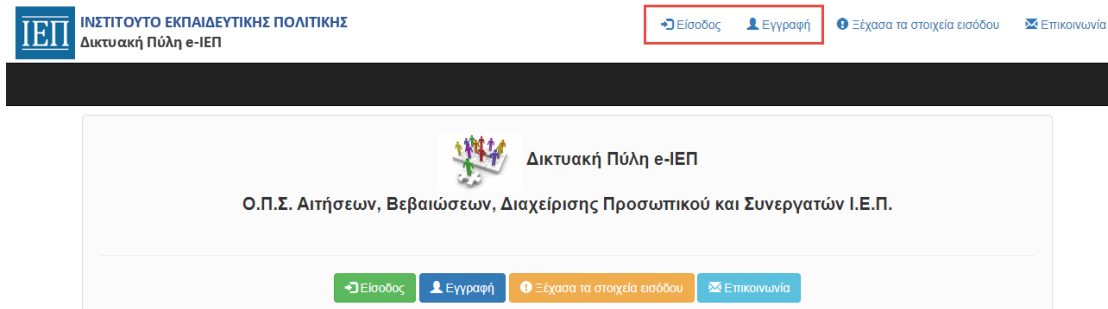 ΙΕΠ ΙΝΣΤΙΤΟΥΤΟ ΕΚΠΑΙΔΕΥΤΙΚΗΣ ΠΟΛΙΤΙΚΗΣ
Δικτυακή Πύλη e-ΙΕΠ
Είσοδος Εγγραφή Ξέχασα τα στοιχεία εισόδου Επικοινωνία
Δικτυακή Πύλη e-ΙΕΠ
Ο.Π.Σ. Αιτήσεων, Βεβαιώσεων, Διαχείρισης Προσωπικού και Συνεργατών Ι.Ε.Π.
Είσοδος Εγγραφή Ξέχασα τα στοιχεία εισόδου Επικοινωνία